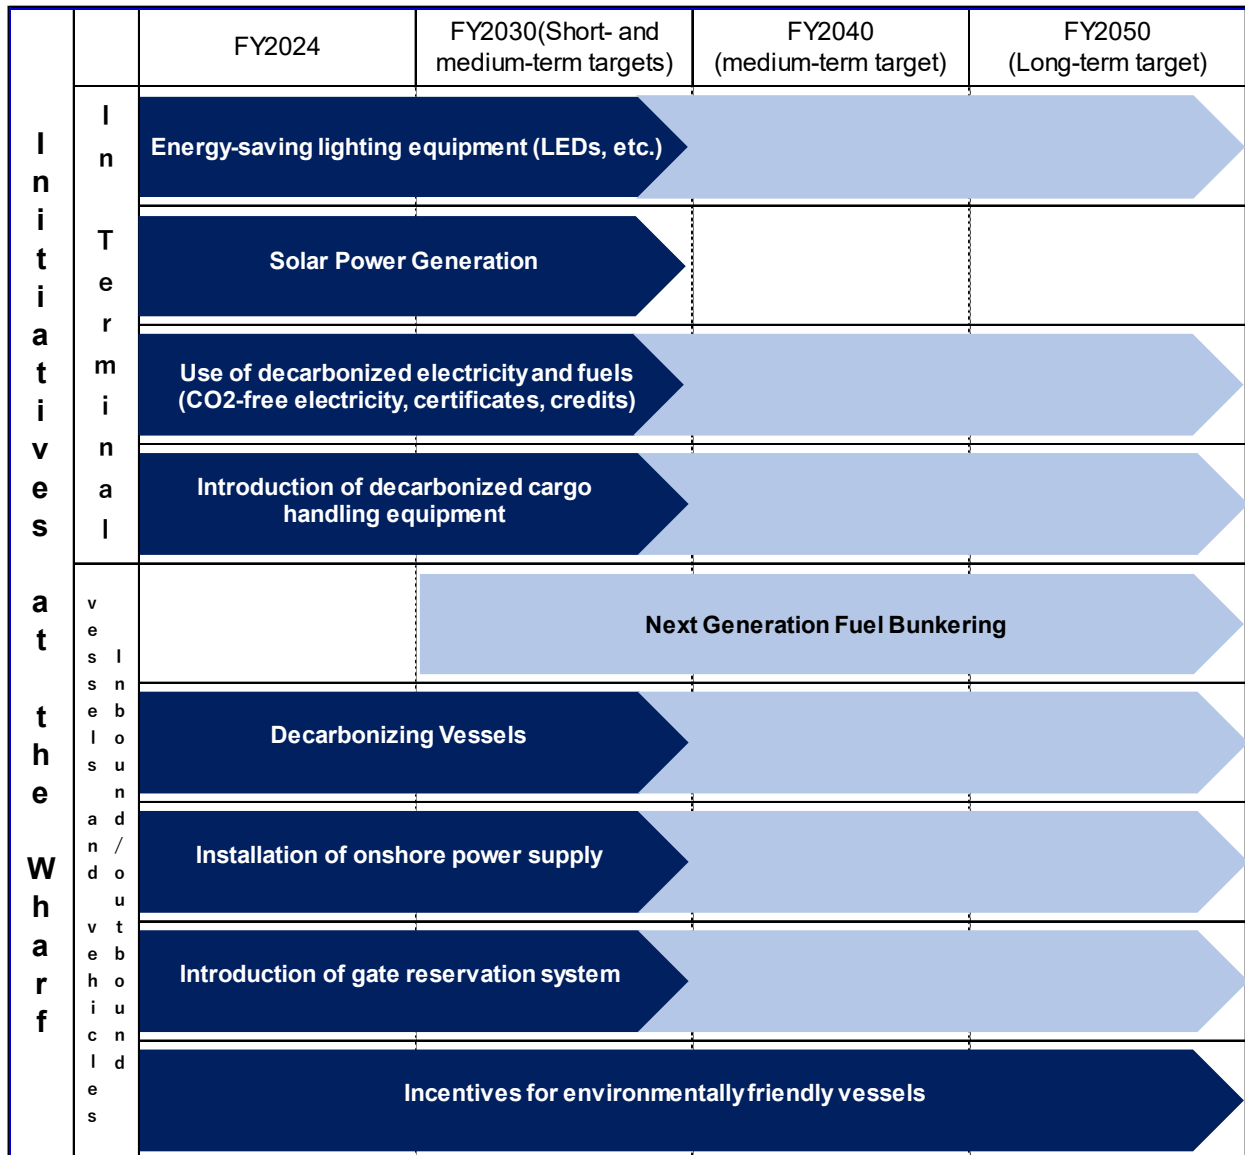 FY2024
FY2030(Short- and
medium-term targets)
FY2040
(medium-term target)
FY2050
(Long-term target)
Initiatives at the Wharf
In Terminal
Energy-saving lighting equipment (LEDs, etc.)
Solar Power Generation
Use of decarbonized electricity and fuels
(CO2-free electricity, certificates, credits)
Introduction of decarbonized cargo
handling equipment
Inbound/outbound
vessels and vehicles
Next Generation Fuel Bunkering
Decarbonizing Vessels
Installation of onshore power supply
Introduction of gate reservation system
Incentives for environmentally friendly vessels